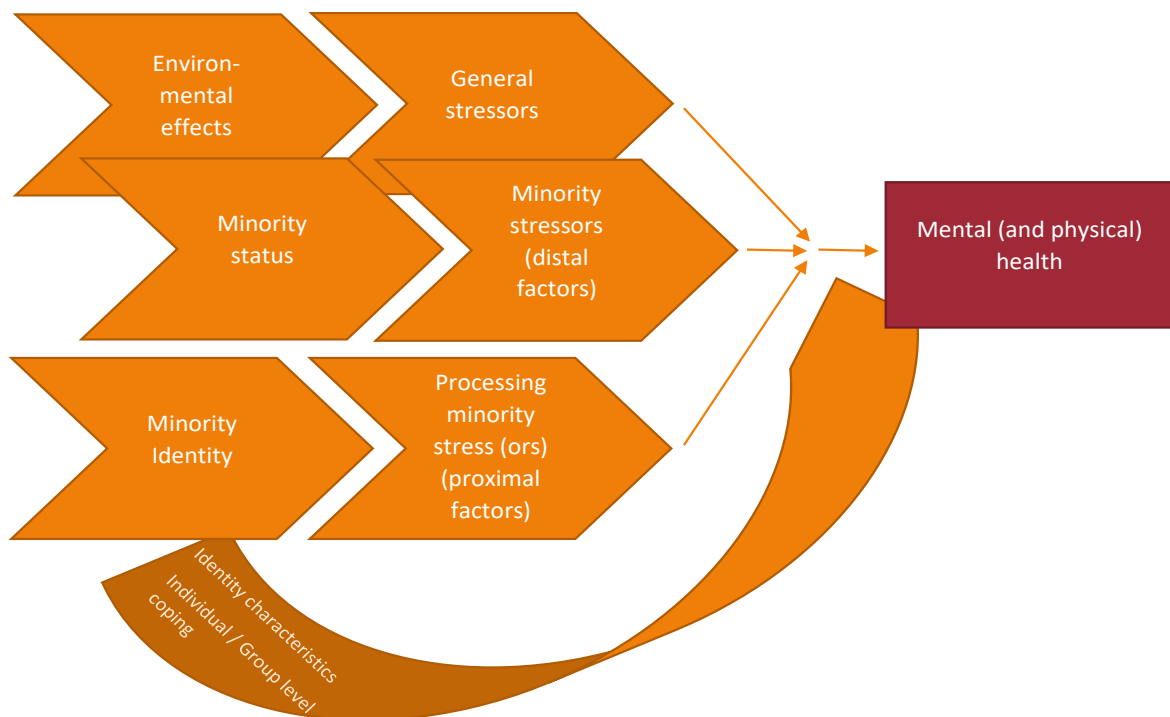 Environ-
mental
effects
General
stressors
Minority
status
Minority
stressors
(distal
factors)
Mental (and physical)
health
Minority
Identity
Processing
minority
stress (ors)
(proximal
factors)
Identity characteristics
Individual / Group level
coping